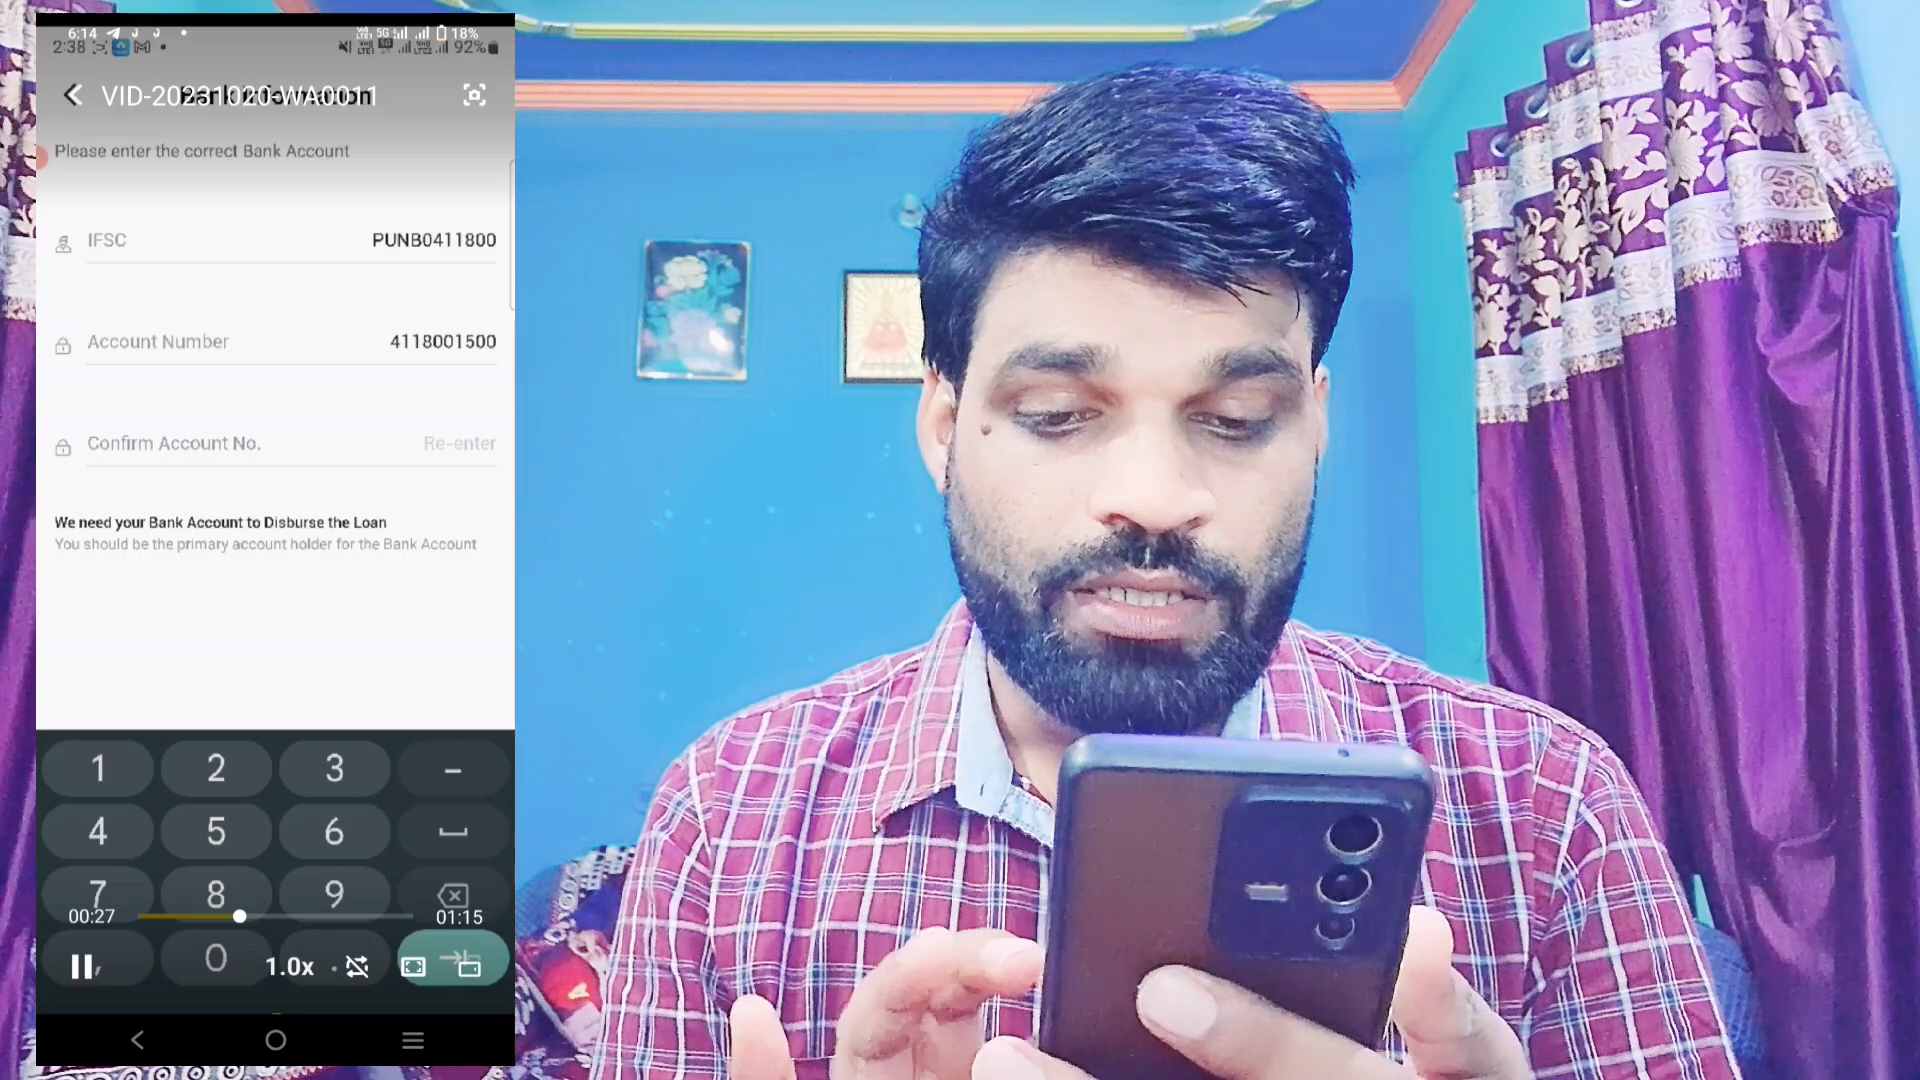 6:14 18%
2:38 92%
VID-20231020-WA0011
Bank Information
Please enter the correct Bank Account
IFSC PUNB0411800
Account Number 4118001500
Confirm Account No. Re-enter
We need your Bank Account to Disburse the Loan
You should be the primary account holder for the Bank Account
1 2 3 -
4 5 6
7 8 9
00:27 01:15
0 1.0x